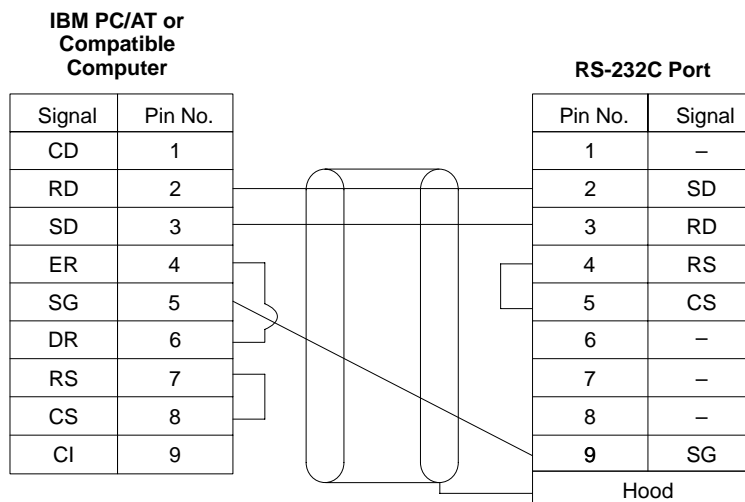 IBM PC/AT or
Compatible
Computer
RS-232C Port
Signal Pin No.
CD 1
RD 2
SD 3
ER 4
SG 5
DR 6
RS 7
CS 8
CI 9
Pin No. Signal
1 –
2 SD
3 RD
4 RS
5 CS
6 –
7 –
8 –
9 SG
Hood